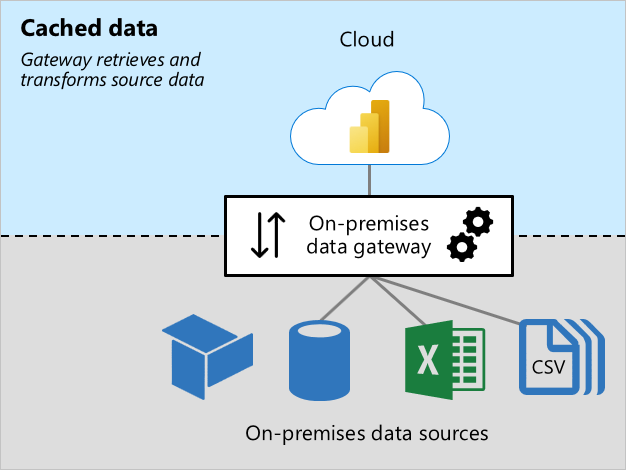 Cached data
Gateway retrieves and
transforms source data
Cloud
On-premises
data gateway
X
CSV
On-premises data sources